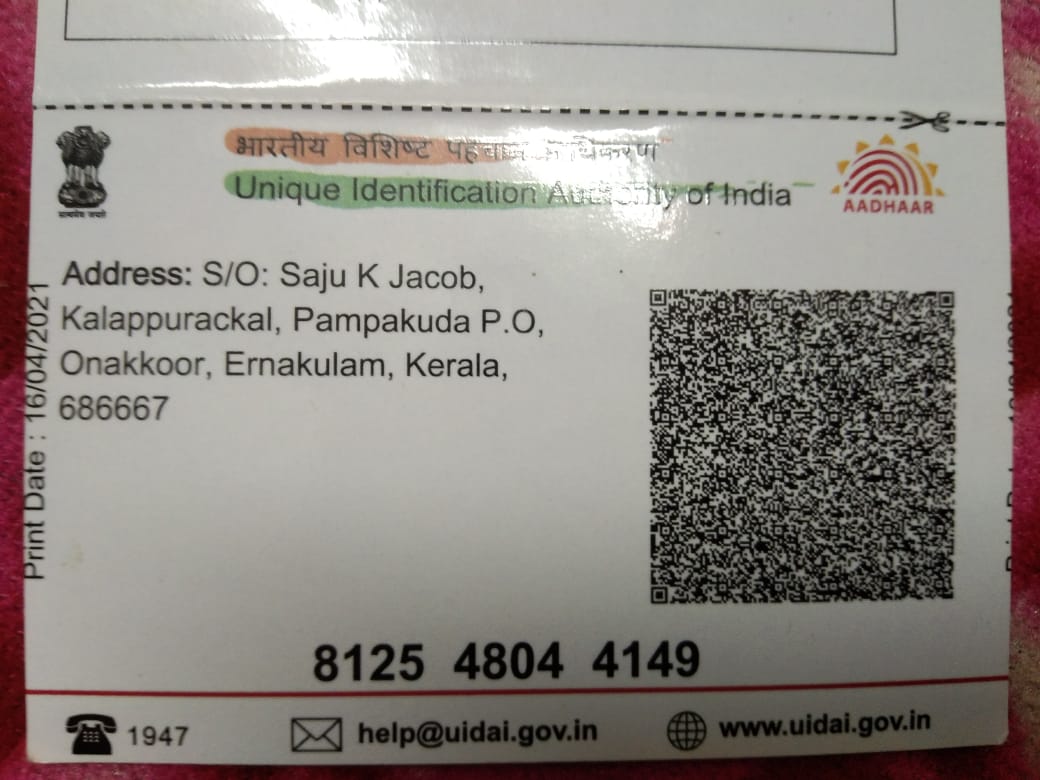 भारतीय विशिष्ट पहचान प्राधिकरण
Unique Identification Authority of India
सत्यमेव जयते
AADHAAR
Address: S/O: Saju K Jacob,
Kalappurackal, Pampakuda P.O,
Onakkoor, Ernakulam, Kerala,
686667
Print Date : 16/04/2021
8125 4804 4149
1947
help@uidai.gov.in
www.uidai.gov.in